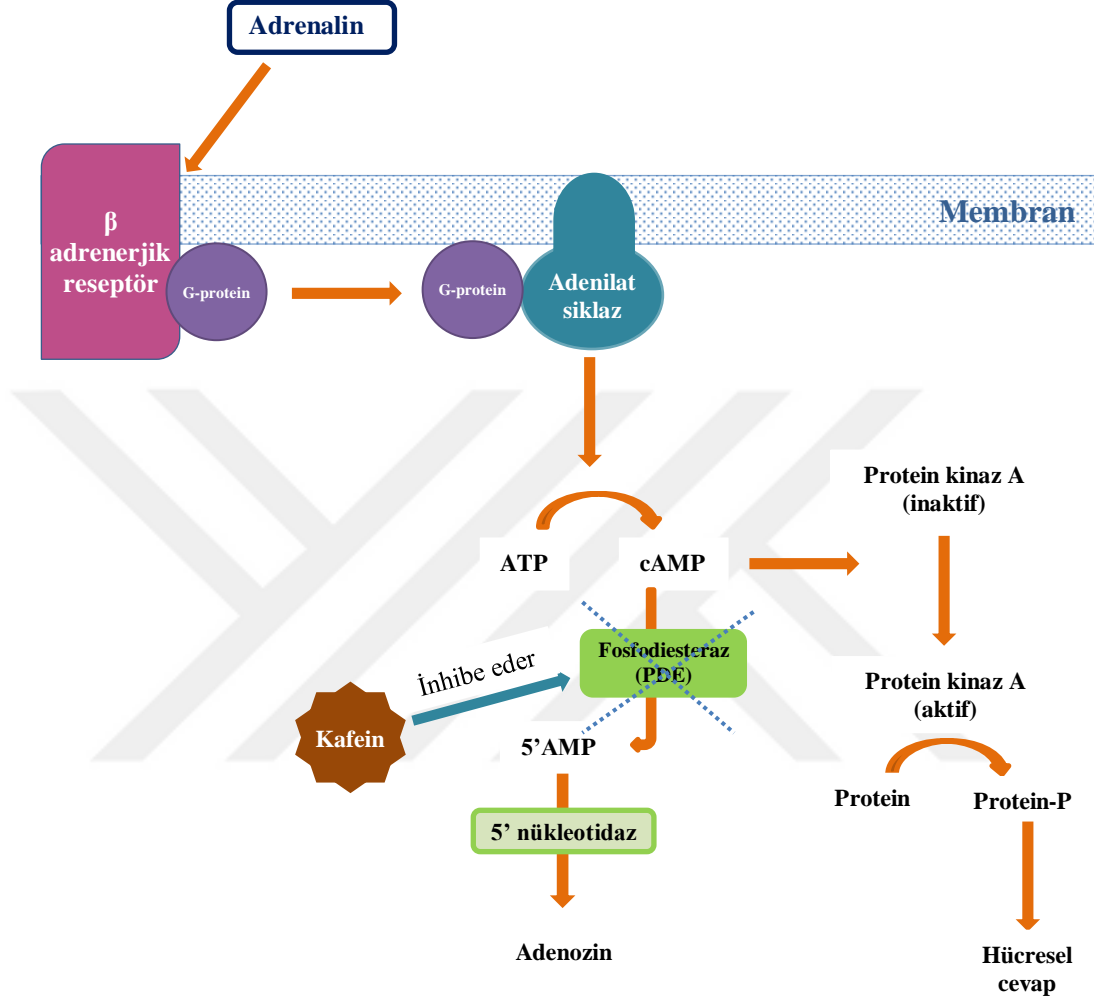 Adrenalin
Membran
β
adrenerjik
reseptör
G-protein
G-protein
Adenilat
siklaz
Protein kinaz A
(inaktif)
ATP
cAMP
Fosfodiesteraz
(PDE)
İnhibe eder
Kafein
Protein kinaz A
(aktif)
5’AMP
Protein
Protein-P
5’ nükleotidaz
Adenozin
Hücresel
cevap